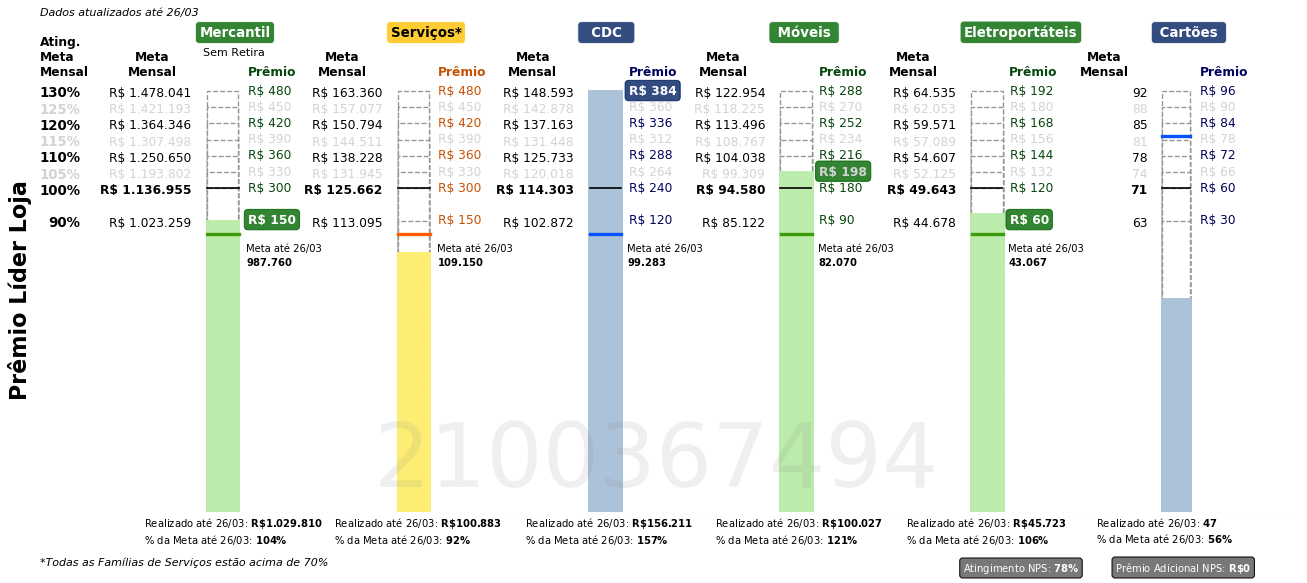 Dados atualizados até 26/03
Mercantil Serviços* CDC Móveis Eletroportáteis Cartões
Sem Retira
Ating. Meta Mensal Meta Mensal Prêmio Meta Mensal Prêmio Meta Mensal Prêmio Meta Mensal Prêmio Meta Mensal Prêmio Meta Mensal Prêmio
130% R$ 1.478.041 R$ 480 R$ 163.360 R$ 480 R$ 148.593 R$ 384 R$ 122.954 R$ 288 R$ 64.535 R$ 192 92 R$ 96
125% R$ 1.421.193 R$ 450 R$ 157.077 R$ 450 R$ 142.878 R$ 360 R$ 118.225 R$ 270 R$ 62.053 R$ 180 88 R$ 90
120% R$ 1.364.346 R$ 420 R$ 150.794 R$ 420 R$ 137.163 R$ 336 R$ 113.496 R$ 252 R$ 59.571 R$ 168 85 R$ 84
115% R$ 1.307.498 R$ 390 R$ 144.511 R$ 390 R$ 131.448 R$ 312 R$ 108.767 R$ 234 R$ 57.089 R$ 156 81 R$ 78
110% R$ 1.250.650 R$ 360 R$ 138.228 R$ 360 R$ 125.733 R$ 288 R$ 104.038 R$ 216 R$ 54.607 R$ 144 78 R$ 72
105% R$ 1.193.802 R$ 330 R$ 131.945 R$ 330 R$ 120.018 R$ 264 R$ 99.309 R$ 198 R$ 52.125 R$ 132 74 R$ 66
100% R$ 1.136.955 R$ 300 R$ 125.662 R$ 300 R$ 114.303 R$ 240 R$ 94.580 R$ 180 R$ 49.643 R$ 120 71 R$ 60
90% R$ 1.023.259 R$ 150 R$ 113.095 R$ 150 R$ 102.872 R$ 120 R$ 85.122 R$ 90 R$ 44.678 R$ 60 63 R$ 30
Meta até 26/03 Meta até 26/03 Meta até 26/03 Meta até 26/03 Meta até 26/03
987.760 109.150 99.283 82.070 43.067
Prêmio Líder Loja
2100367494
Realizado até 26/03: R$1.029.810 Realizado até 26/03: R$100.883 Realizado até 26/03: R$156.211 Realizado até 26/03: R$100.027 Realizado até 26/03: R$45.723 Realizado até 26/03: 47
% da Meta até 26/03: 104% % da Meta até 26/03: 92% % da Meta até 26/03: 157% % da Meta até 26/03: 121% % da Meta até 26/03: 106% % da Meta até 26/03: 56%
*Todas as Famílias de Serviços estão acima de 70% Atingimento NPS: 78% Prêmio Adicional NPS: R$0